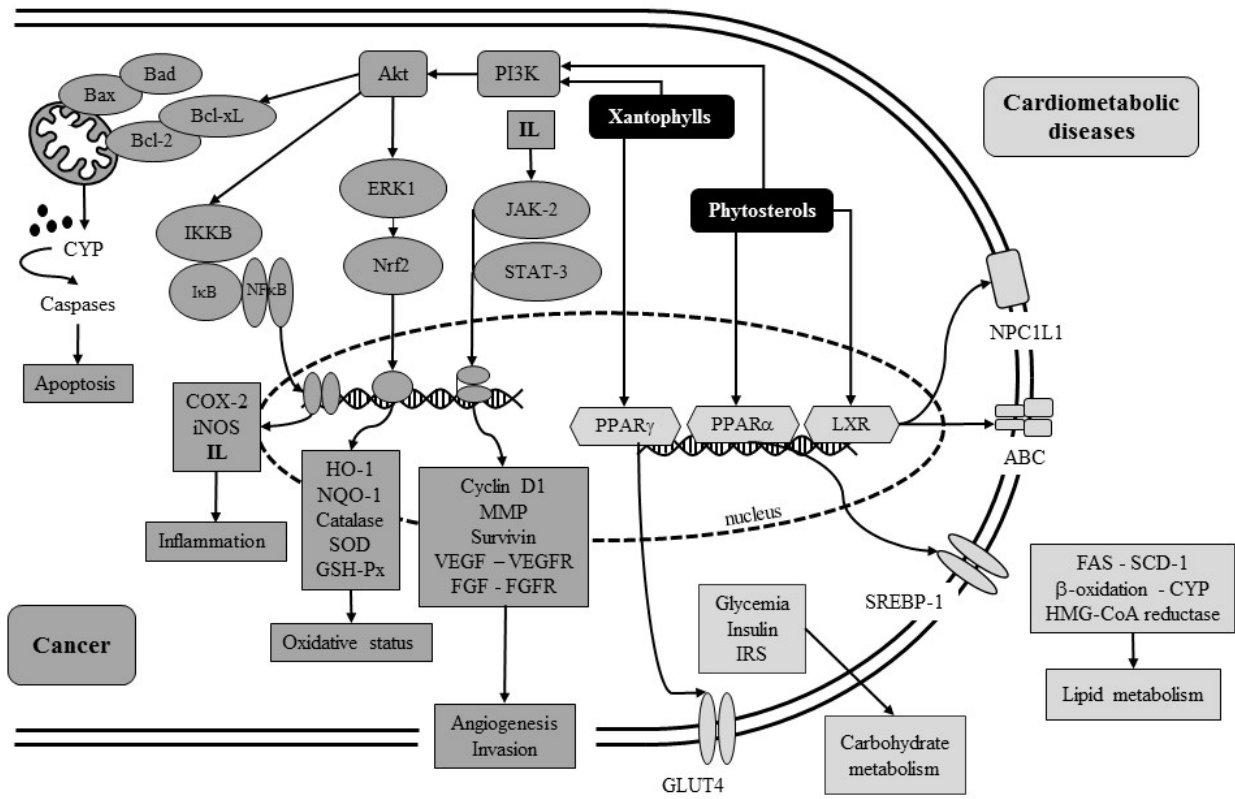 Bad
Bax
Bcl-xL
Bcl-2
Akt
PI3K
Xantophylls
IL
Cardiometabolic
diseases
ERK1
JAK-2
Phytosterols
IKKB
CYP
Nrf2
STAT-3
IκB
NFκB
Caspases
NPC1L1
Apoptosis
COX-2
iNOS
IL
PPARγ
PPARα
LXR
ABC
HO-1
NQO-1
Catalase
SOD
GSH-Px
Cyclin D1
MMP
Survivin
VEGF – VEGFR
FGF - FGFR
nucleus
Inflammation
SREBP-1
FAS - SCD-1
β-oxidation - CYP
HMG-CoA reductase
Glycemia
Insulin
IRS
Cancer
Oxidative status
Lipid metabolism
Angiogenesis
Invasion
Carbohydrate
metabolism
GLUT4